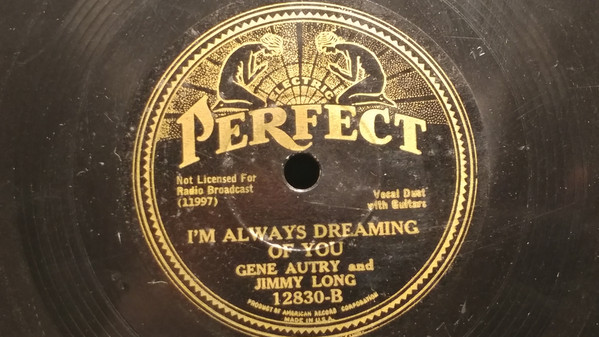 ELECTRIC
PERFECT
Not Licensed For
Radio Broadcast
(11997)
Vocal Duet
with Guitars
I'M ALWAYS DREAMING
OF YOU
GENE AUTRY and
JIMMY LONG
12830-B
PRODUCT OF AMERICAN RECORD CORPORATION
MADE IN U.S.A.